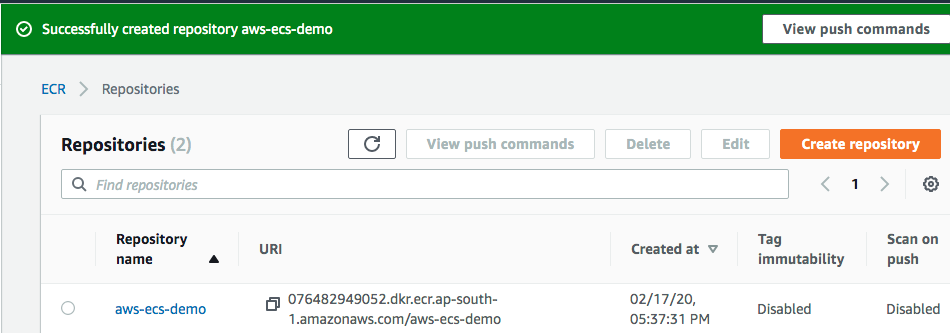 Successfully created repository aws-ecs-demo
View push commands
ECR
Repositories
Repositories (2)
View push commands
Delete
Edit
Create repository
Find repositories
1
Repository
name
URI
Created at
Tag
immutability
Scan on
push
aws-ecs-demo
076482949052.dkr.ecr.ap-south-
1.amazonaws.com/aws-ecs-demo
02/17/20,
05:37:31 PM
Disabled
Disabled